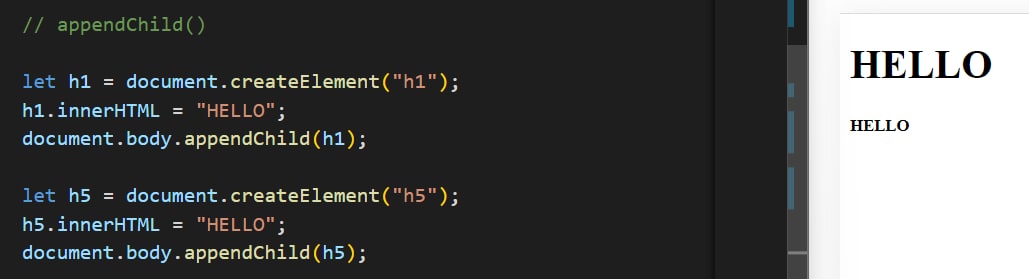 // appendChild()
let h1 = document.createElement("h1");
h1.innerHTML = "HELLO";
document.body.appendChild(h1);
let h5 = document.createElement("h5");
h5.innerHTML = "HELLO";
document.body.appendChild(h5);
HELLO
HELLO